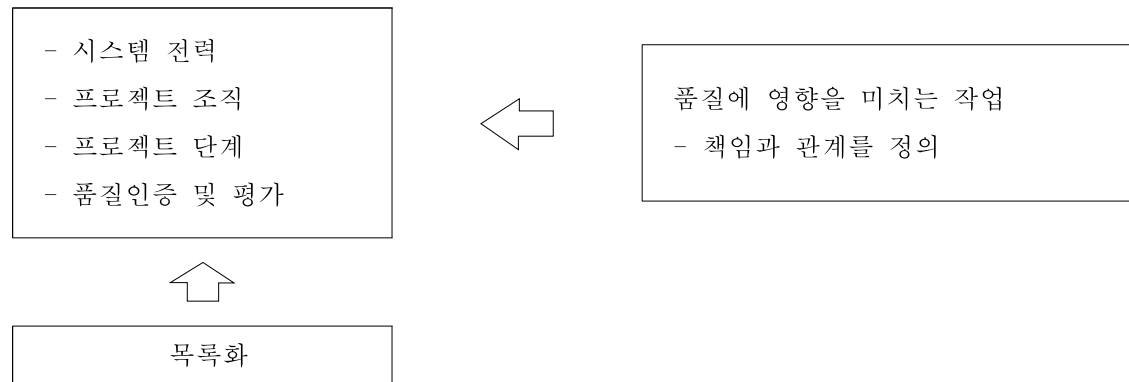 - 시스템 전력
- 프로젝트 조직
- 프로젝트 단계
- 품질인증 및 평가
품질에 영향을 미치는 작업
- 책임과 관계를 정의
목록화